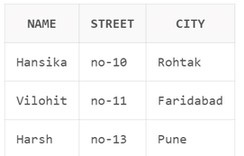 NAME STREET CITY
Hansika no-10 Rohtak
Vilohit no-11 Faridabad
Harsh no-13 Pune